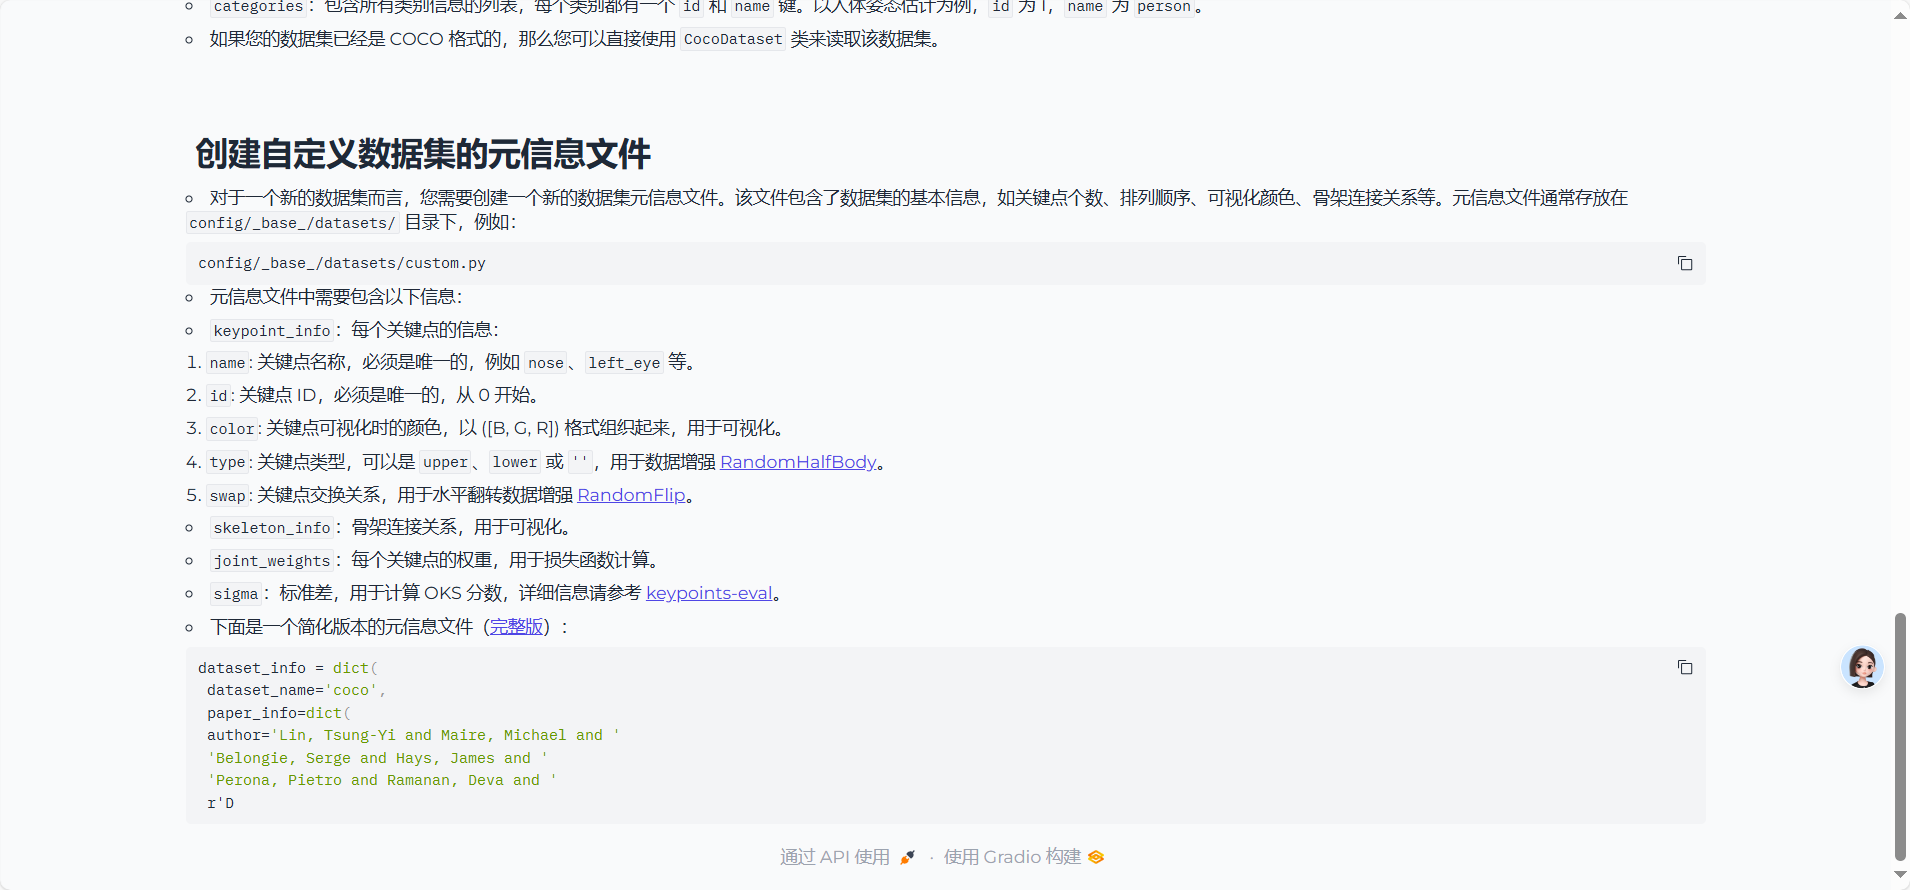 categories：包含所有类别信息的列表，每个类别都有一个 id 和 name 键。以人体姿态估计为例，id 为 1，name 为 person。
如果您的数据集已经是 COCO 格式的，那么您可以直接使用 CocoDataset 类来读取该数据集。
创建自定义数据集的元信息文件
对于一个新的数据集而言，您需要创建一个新的数据集元信息文件。该文件包含了数据集的基本信息，如关键点个数、排列顺序、可视化颜色、骨架连接关系等。元信息文件通常存放在
config/_base_/datasets/ 目录下，例如：
config/_base_/datasets/custom.py
元信息文件中需要包含以下信息：
keypoint_info：每个关键点的信息：
1. name: 关键点名称，必须是唯一的，例如 nose、left_eye 等。
2. id: 关键点 ID，必须是唯一的，从 0 开始。
3. color: 关键点可视化时的颜色，以 ([B, G, R]) 格式组织起来，用于可视化。
4. type: 关键点类型，可以是 upper、lower 或 ''，用于数据增强 RandomHalfBody。
5. swap: 关键点交换关系，用于水平翻转数据增强 RandomFlip。
skeleton_info：骨架连接关系，用于可视化。
joint_weights：每个关键点的权重，用于损失函数计算。
sigma：标准差，用于计算 OKS 分数，详细信息请参考 keypoints-eval。
下面是一个简化版本的元信息文件（完整版）：
dataset_info = dict(
dataset_name='coco',
paper_info=dict(
author='Lin, Tsung-Yi and Maire, Michael and '
'Belongie, Serge and Hays, James and '
'Perona, Pietro and Ramanan, Deva and '
r'D
通过 API 使用 · 使用 Gradio 构建